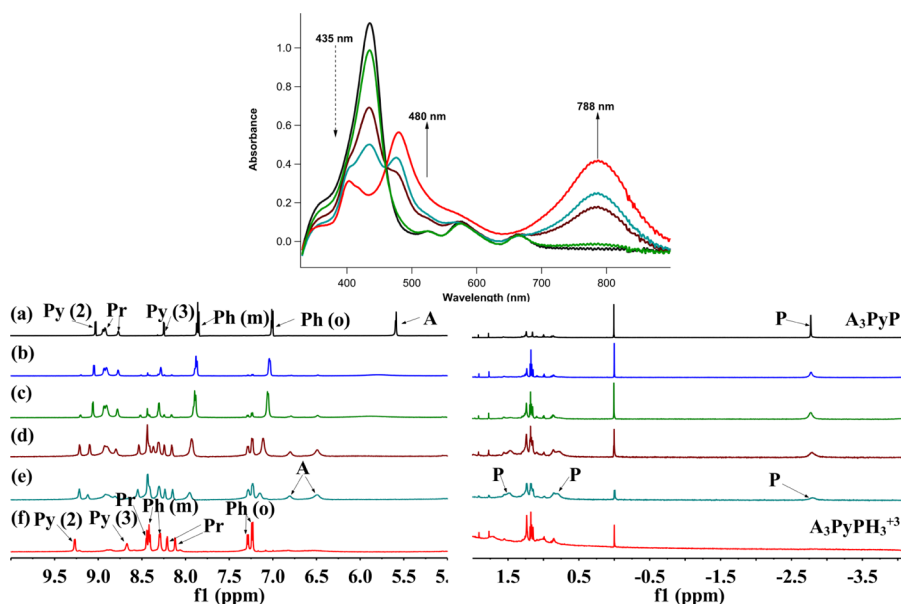 435 nm
480 nm
788 nm
Absorbance
1.0
0.8
0.6
0.4
0.2
0.0
400 500 600 700 800
Wavelength (nm)
(a) Py (2) Pr Py (3) Ph (m) Ph (o) A P A₃PyP
(b)
(c)
(d)
(e) A P P P
(f) Py (2) Py (3) Pr Ph (m) Pr Ph (o) A₃PyPH₃⁺³
9.5 9.0 8.5 8.0 7.5 7.0 6.5 6.0 5.5 5.0 1.5 0.5 -0.5 -1.5 -2.5 -3.5
f1 (ppm) f1 (ppm)